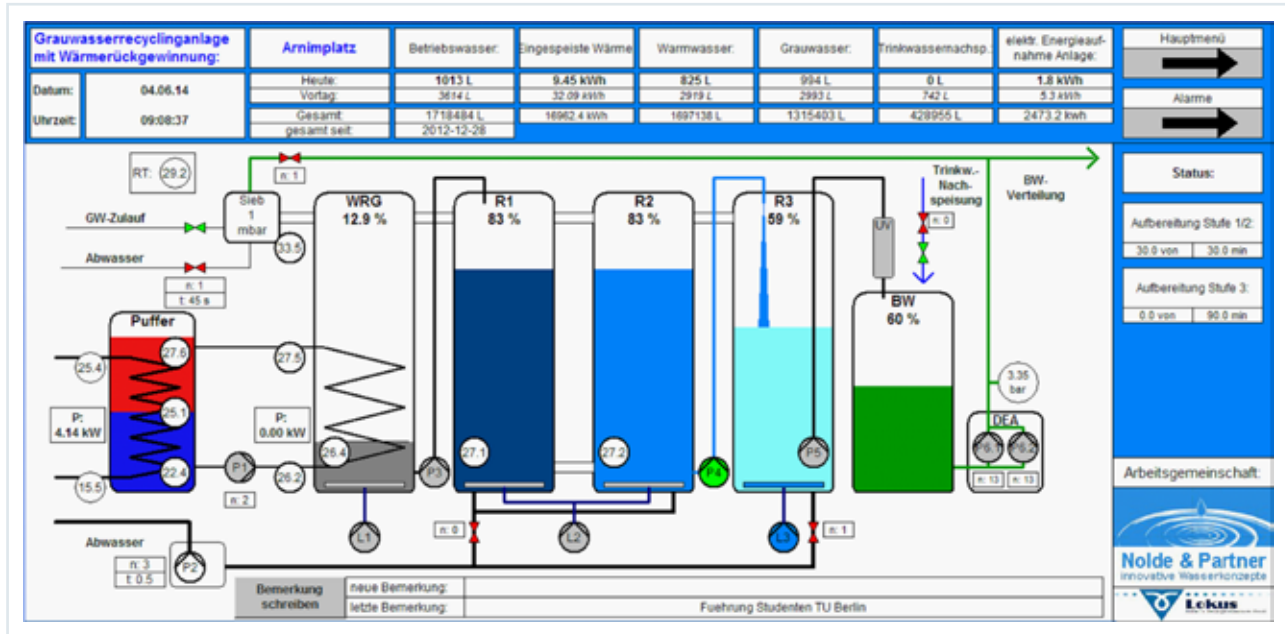 Grauwasserrecyclinganlage
mit Wärmerückgewinnung:
Arnimplatz
Betriebswasser:
Eingespeiste Wärme
Warmwasser:
Grauwasser:
Trinkwassernachsp.:
elektr. Energieauf-
nahme Anlage:
Hauptmenü
Datum:
04.06.14
Heute:
1013 L
9.45 kWh
825 L
994 L
0 L
1.8 kWh
Vortag:
3614 L
32.09 kWh
2919 L
2993 L
742 L
5.3 kWh
Alarme
Uhrzeit:
09:08:37
Gesamt:
1718484 L
16962.4 kWh
1697138 L
1315403 L
428955 L
2473.2 kwh
gesamt seit:
2012-12-28
RT: 29.2
n: 1
Sieb
1
mbar
GW-Zulauf
33.5
Abwasser
n: 1
t: 45 s
WRG
12.9 %
R1
83 %
R2
83 %
R3
59 %
UV
Trinkw.-
Nach-
speisung
n: 0
BW-
Verteilung
Status:
Aufbereitung Stufe 1/2:
30.0 von 30.0 min
Aufbereitung Stufe 3:
0.0 von 90.0 min
Puffer
27.6
25.4
25.1
P:
4.14 kW
22.4
15.5
27.5
P:
0.00 kW
26.4
26.2
P1
n: 2
P3
27.1
27.2
P4
P5
BW
60 %
3.35
bar
DEA
P6.1
P6.2
n: 13
n: 13
L1
n: 0
L2
L3
n: 1
Abwasser
P2
n: 3
t: 0.5
Arbeitsgemeinschaft:
Nolde & Partner
innovative Wasserkonzepte
Lokus
Bemerkung
schreiben
neue Bemerkung:
letzte Bemerkung:
Fuehrung Studenten TU Berlin